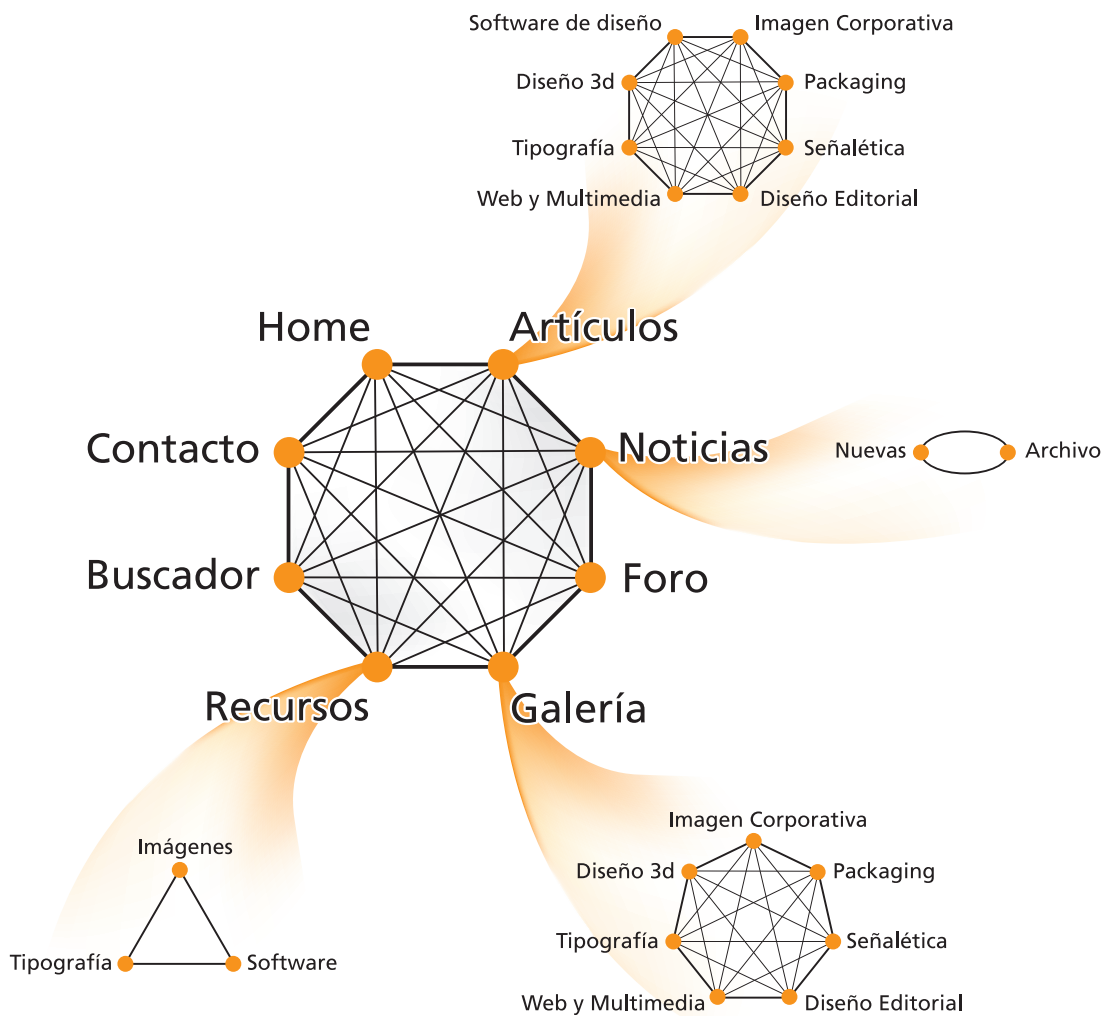 Software de diseño
Imagen Corporativa
Diseño 3d
Packaging
Tipografía
Señalética
Web y Multimedia
Diseño Editorial
Home
Artículos
Contacto
Noticias
Nuevas
Archivo
Buscador
Foro
Recursos
Galería
Imagen Corporativa
Imágenes
Diseño 3d
Packaging
Tipografía
Señalética
Tipografía
Software
Web y Multimedia
Diseño Editorial